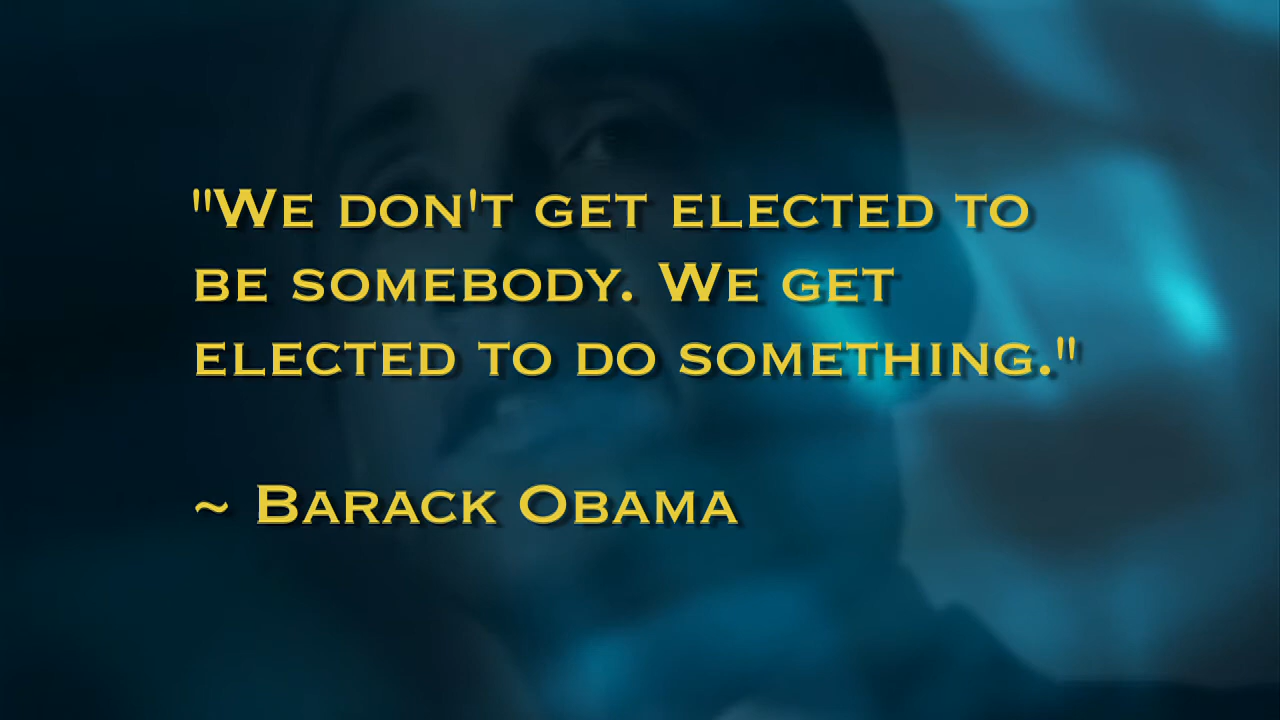 "We don't get elected to
be somebody. We get
elected to do something."
~ Barack Obama